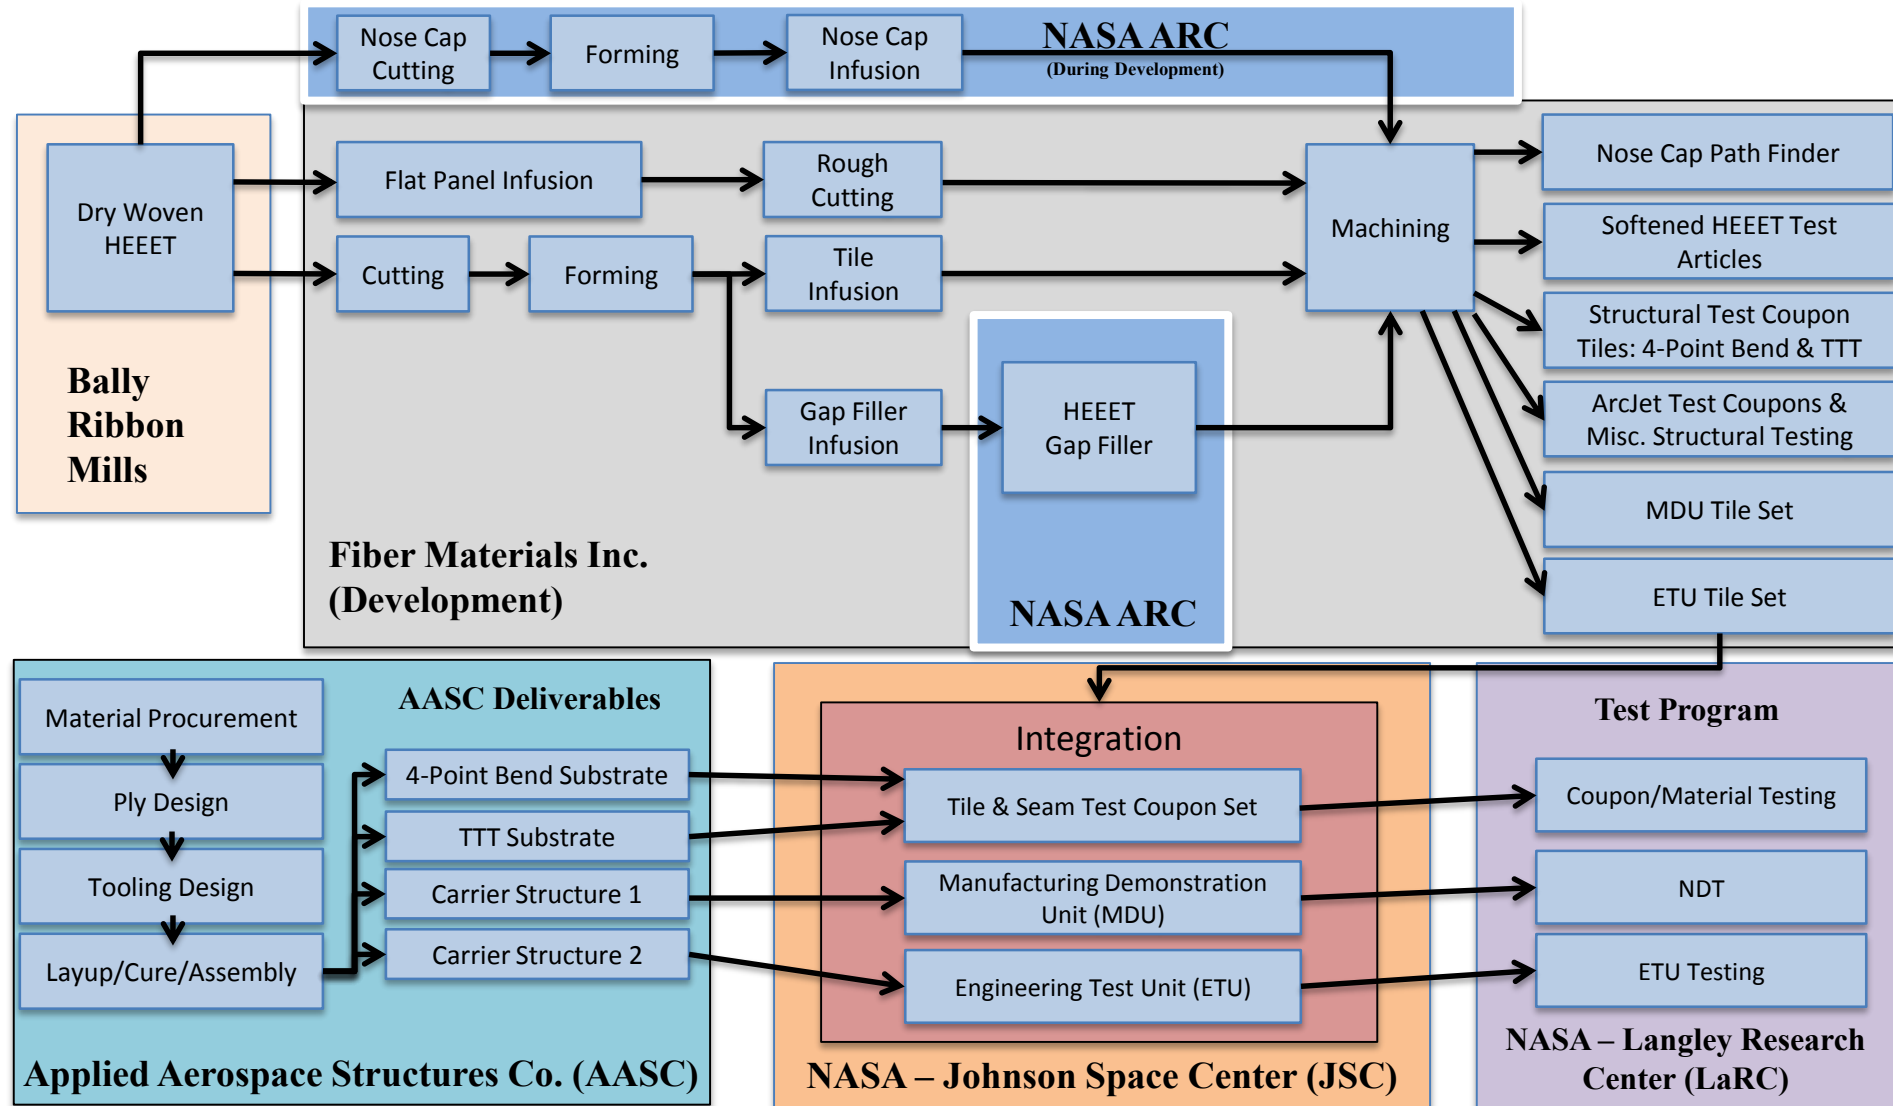 Nose Cap
Cutting
Forming
Nose Cap
Infusion
NASA ARC
(During Development)
Dry Woven
HEEET
Bally
Ribbon
Mills
Flat Panel Infusion
Rough
Cutting
Cutting
Forming
Tile
Infusion
Gap Filler
Infusion
HEEET
Gap Filler
NASA ARC
Machining
Fiber Materials Inc.
(Development)
Nose Cap Path Finder
Softened HEEET Test
Articles
Structural Test Coupon
Tiles: 4-Point Bend & TTT
ArcJet Test Coupons &
Misc. Structural Testing
MDU Tile Set
ETU Tile Set
AASC Deliverables
Material Procurement
Ply Design
Tooling Design
Layup/Cure/Assembly
4-Point Bend Substrate
TTT Substrate
Carrier Structure 1
Carrier Structure 2
Applied Aerospace Structures Co. (AASC)
Integration
Tile & Seam Test Coupon Set
Manufacturing Demonstration
Unit (MDU)
Engineering Test Unit (ETU)
NASA – Johnson Space Center (JSC)
Test Program
Coupon/Material Testing
NDT
ETU Testing
NASA – Langley Research
Center (LaRC)